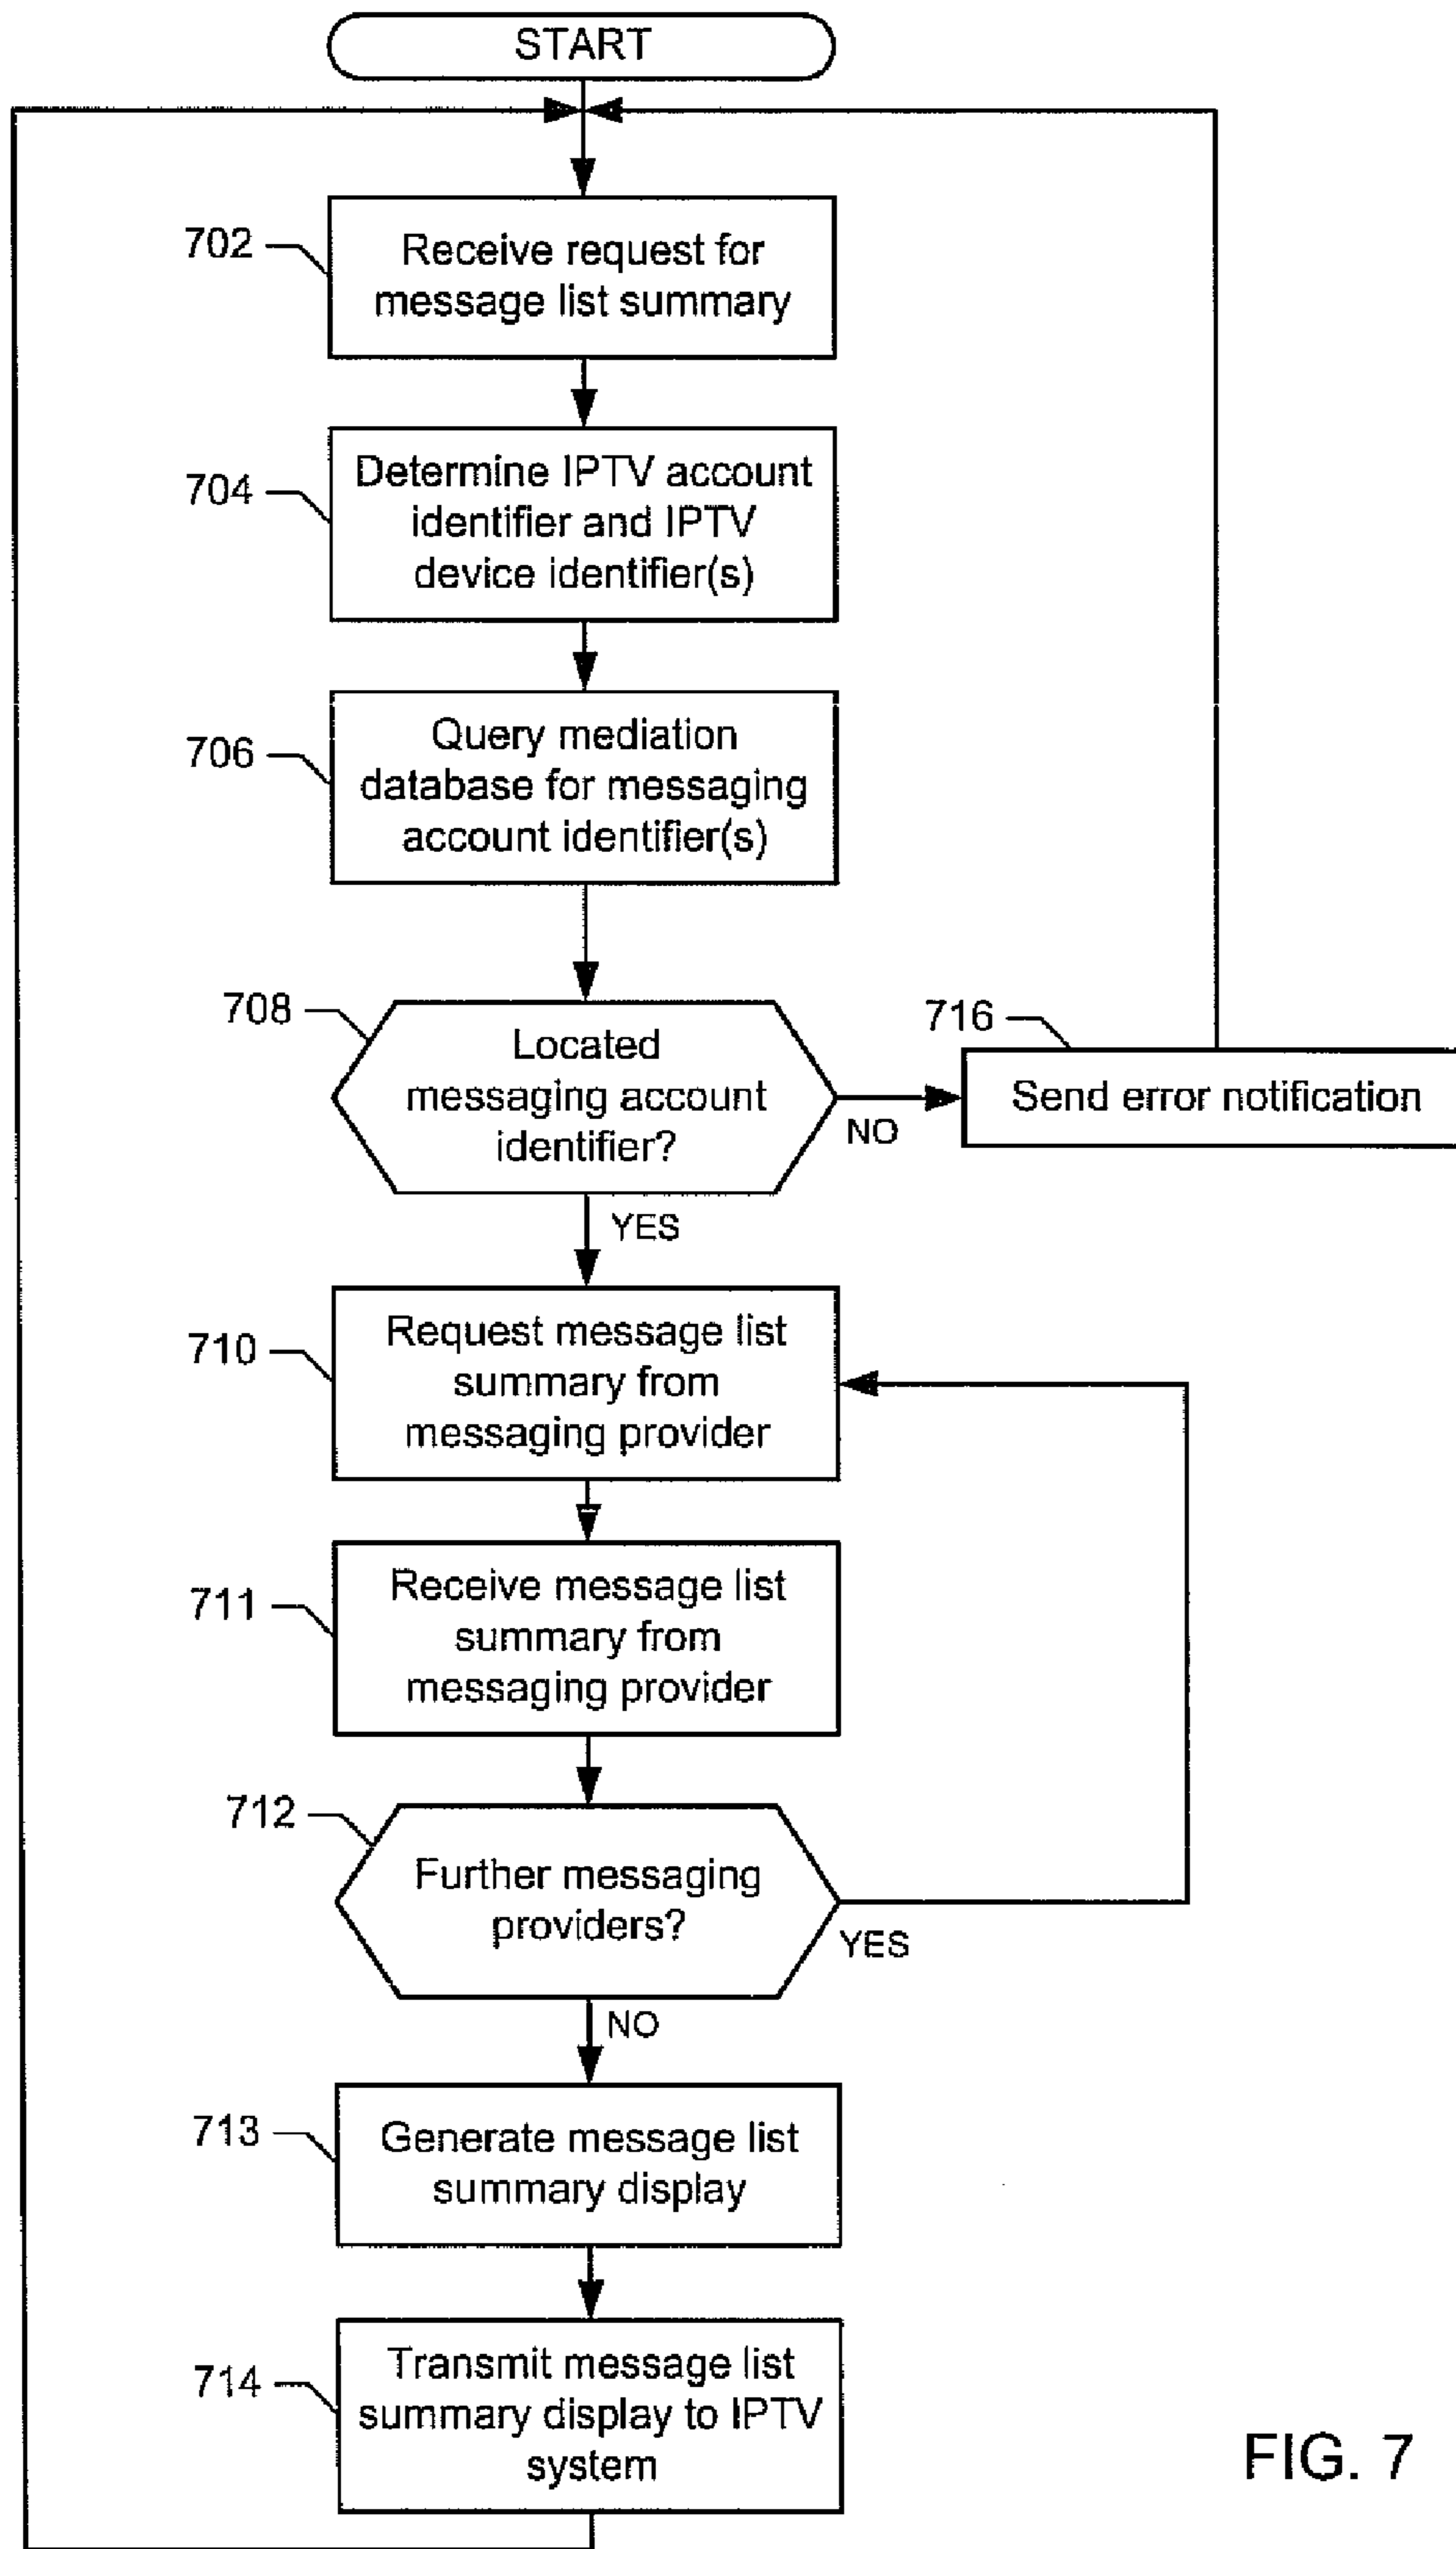 START
702
Receive request for
message list summary
704
Determine IPTV account
identifier and IPTV
device identifier(s)
706
Query mediation
database for messaging
account identifier(s)
708
Located
messaging account
identifier?
NO
716
Send error notification
YES
710
Request message list
summary from
messaging provider
711
Receive message list
summary from
messaging provider
712
Further messaging
providers?
YES
NO
713
Generate message list
summary display
714
Transmit message list
summary display to IPTV
system
FIG. 7